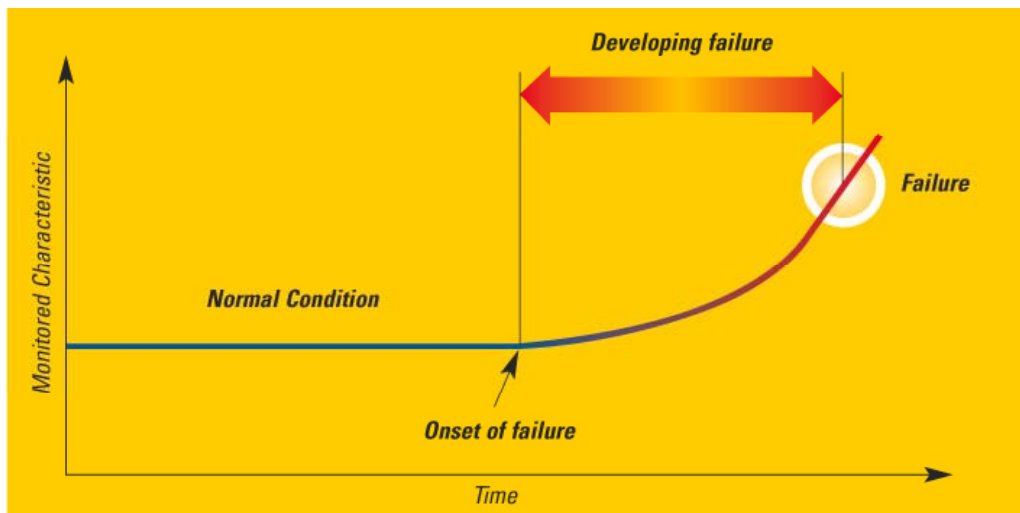 Developing failure
Monitored Characteristic
Failure
Normal Condition
Onset of failure
Time